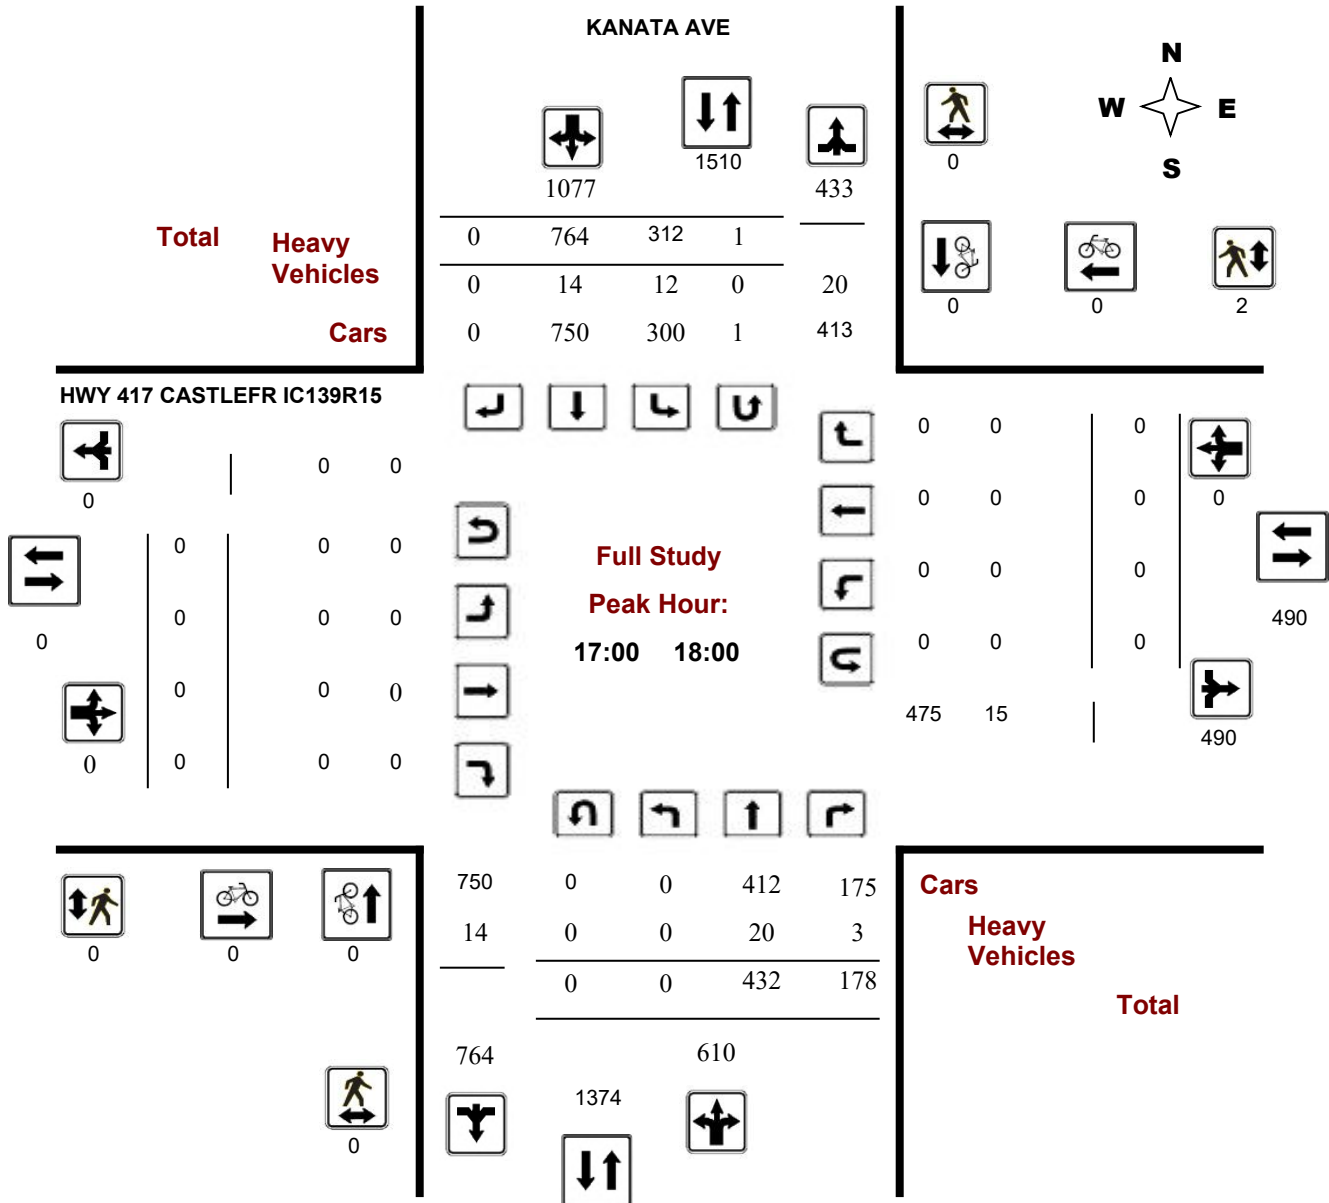 KANATA AVE
N
W E
S
1510
0
1077 433
Total Heavy Vehicles
0 764 312 1
0 14 12 0 20
0 0 2
Cars 0 750 300 1 413
HWY 417 CASTLEFR IC139R15
0 0 0
0 0
0 0 0
0 0
0 0 0
Full Study
0 0 0
Peak Hour:
0 0 0
490
0
17:00 18:00
0 0 0
0 0 0
475 15
490
0
0 0 0
750 0 0 412 175
Cars
14 0 0 20 3
Heavy
Vehicles
0 0 0
0 0 432 178
Total
764 610
1374
0